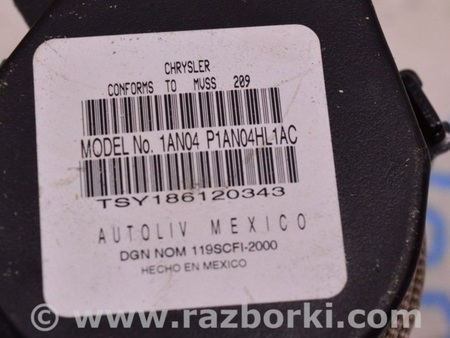 CHRYSLER
CONFORMS TO MVSS 209
MODEL No. 1AN04 P1AN04HL1AC
TSY186120343
AUTOLIV MEXICO
DGN NOM 119SCFI-2000
HECHO EN MEXICO
www.razborki.com